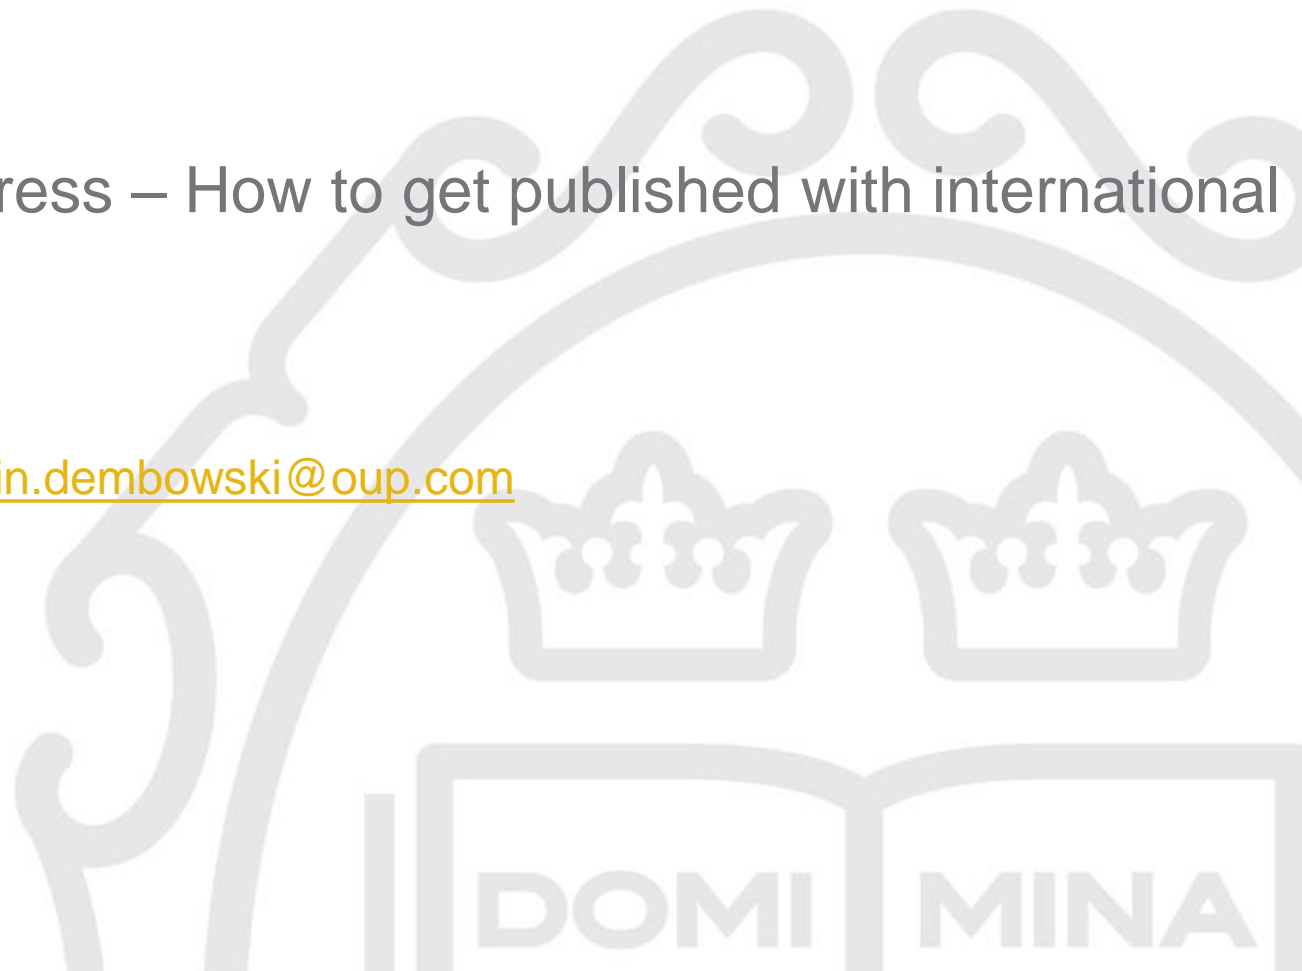 ress – How to get published with international
in.dembowski@oup.com
DOMI MINA